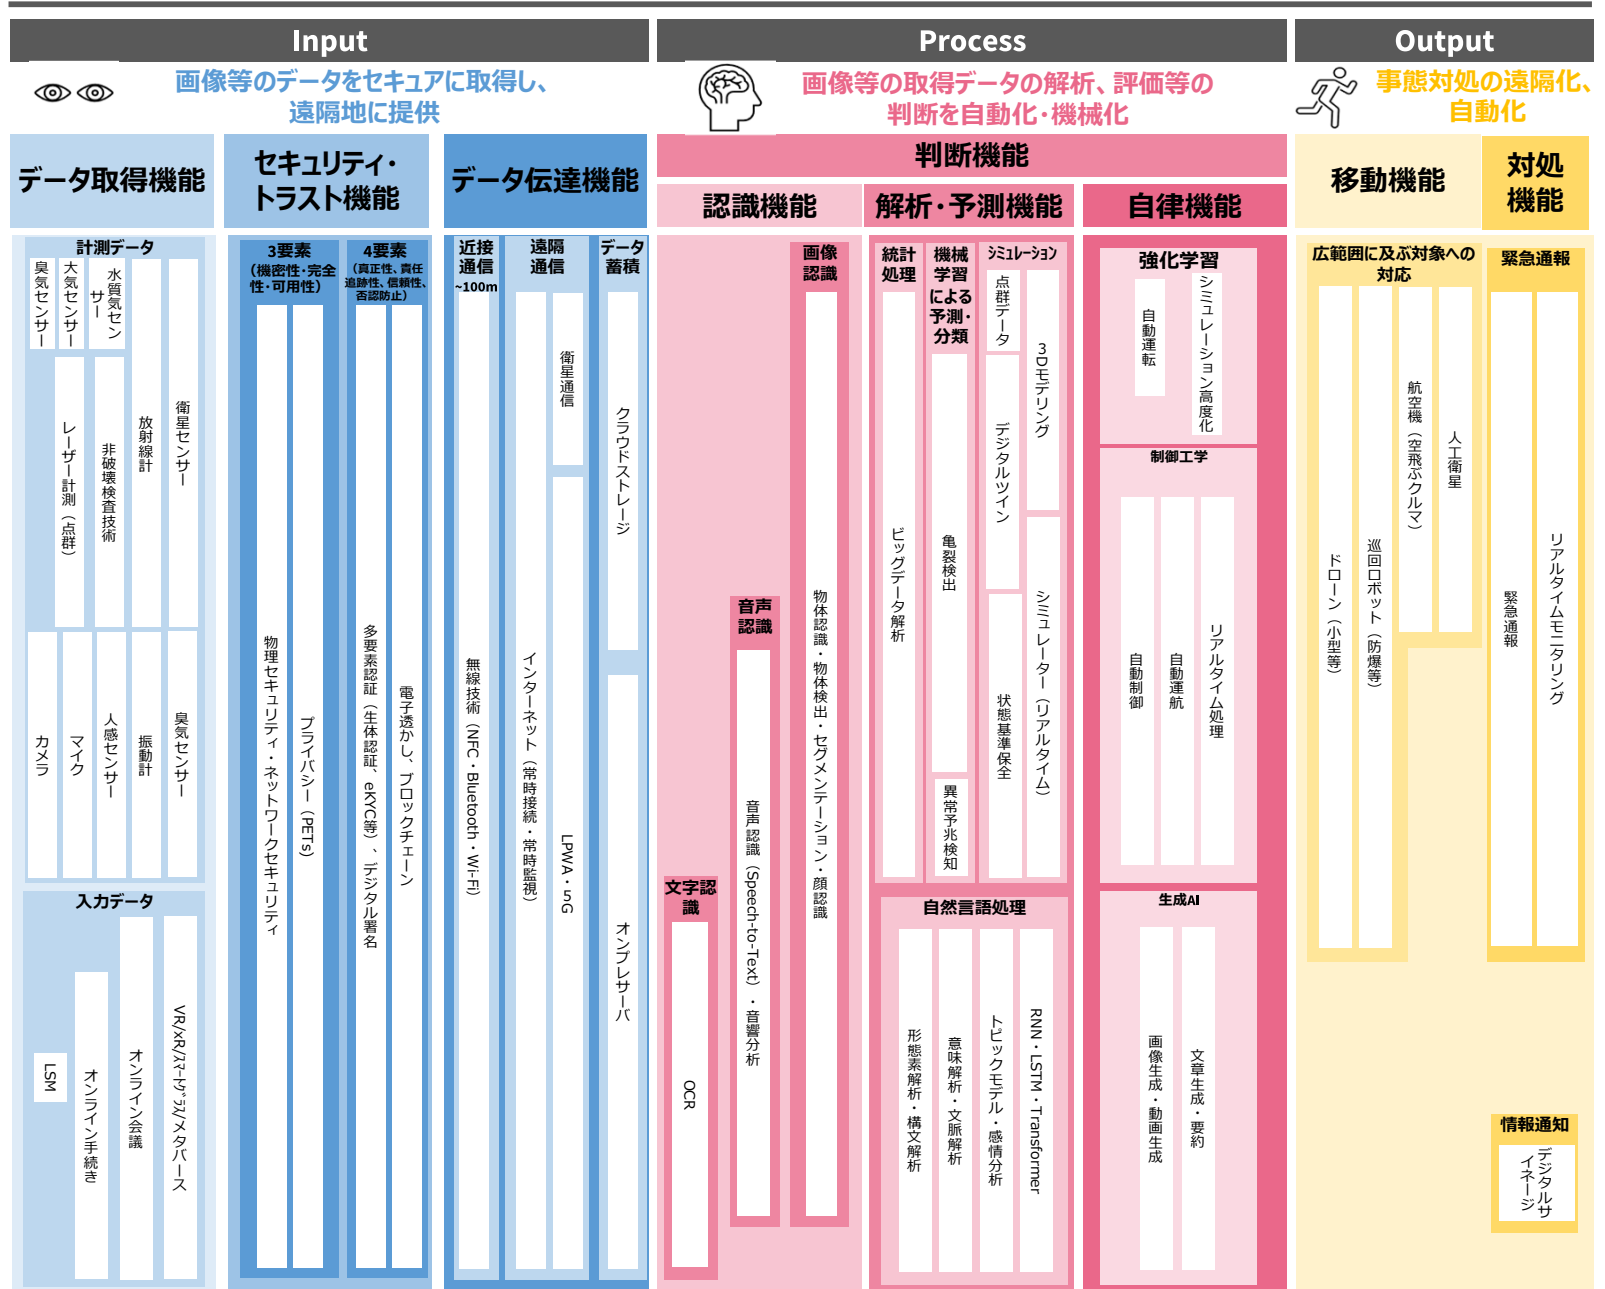 Input
画像等のデータをセキュアに取得し、
遠隔地に提供
データ取得機能
計測データ
臭気センサー
大気センサー
水質気セン
サー
放射線計
衛星センサー
レーザー計測（点群）
非破壊検査技術
カメラ
マイク
人感センサー
振動計
臭気センサー
入力データ
LSM
オンライン手続き
オンライン会議
VR/xR/ｽﾏｰﾄｸﾞﾗｽ/メタバース
セキュリティ・
トラスト機能
3要素
（機密性・完全
性・可用性）
物理セキュリティ・ネットワークセキュリティ
プライバシー（PETs）
4要素
（真正性、責任
追跡性、信頼性、
否認防止）
多要素認証（生体認証、eKYC等）、デジタル署名
電子透かし、ブロックチェーン
データ伝達機能
近接
通信
~100m
無線技術（NFC・Bluetooth・Wi-Fi）
遠隔
通信
インターネット（常時接続・常時監視）
衛星通信
LPWA・5G
データ
蓄積
クラウドストレージ
オンプレサーバ
Process
画像等の取得データの解析、評価等の
判断を自動化・機械化
判断機能
認識機能
文字認
識
OCR
音声
認識
音声認識（Speech-to-Text）・音響分析
画像
認識
物体認識・物体検出・セグメンテーション・顔認識
解析・予測機能
統計
処理
ビッグデータ解析
機械
学習
による
予測・
分類
亀裂検出
異常予兆検知
ｼﾐｭﾚｰｼｮﾝ
点群データ
デジタルツイン
状態基準保全
3Dモデリング
シミュレーター（リアルタイム）
自然言語処理
形態素解析・構文解析
意味解析・文脈解析
トピックモデル・感情分析
RNN・LSTM・Transformer
自律機能
強化学習
自動運転
シミュレーション高度化
制御工学
自動制御
自動運航
リアルタイム処理
生成AI
画像生成・動画生成
文章生成・要約
Output
事態対処の遠隔化、
自動化
移動機能
広範囲に及ぶ対象への
対応
ドローン（小型等）
巡回ロボット（防爆等）
航空機（空飛ぶクルマ）
人工衛星
対処
機能
緊急通報
緊急通報
リアルタイムモニタリング
情報通知
デジタルサ
イネージ